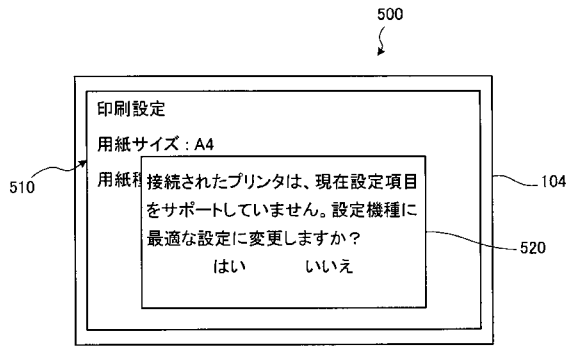 500
印刷設定
用紙サイズ：A4
510
用紙種
接続されたプリンタは、現在設定項目
をサポートしていません。設定機種に
最適な設定に変更しますか？
はい いいえ
104
520